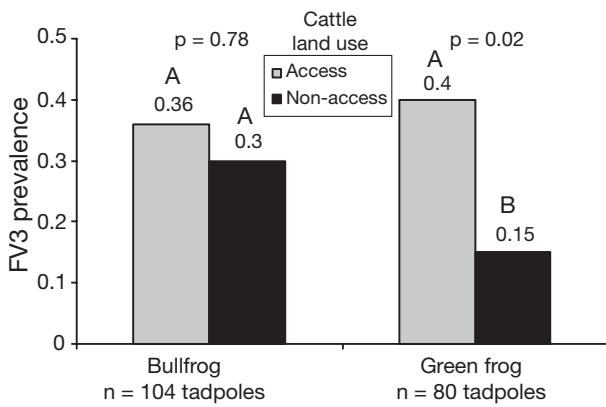 Cattle
land use
Access
Non-access
p = 0.78
p = 0.02
FV3 prevalence
0.5
0.4
0.3
0.2
0.1
0
A
0.36
A
0.3
A
0.4
B
0.15
Bullfrog
n = 104 tadpoles
Green frog
n = 80 tadpoles